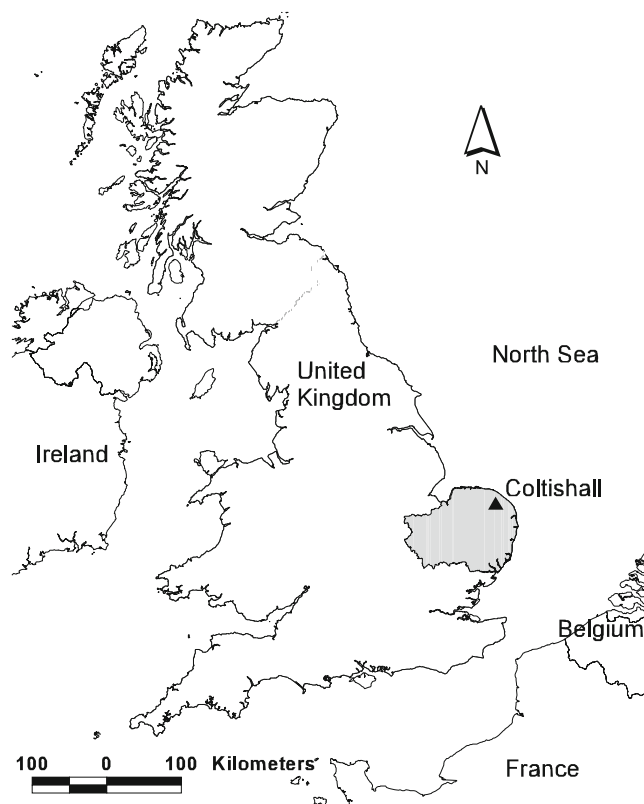 N
North Sea
United
Kingdom
Ireland
Coltishall
Belgium
100 0 100 Kilometers
France